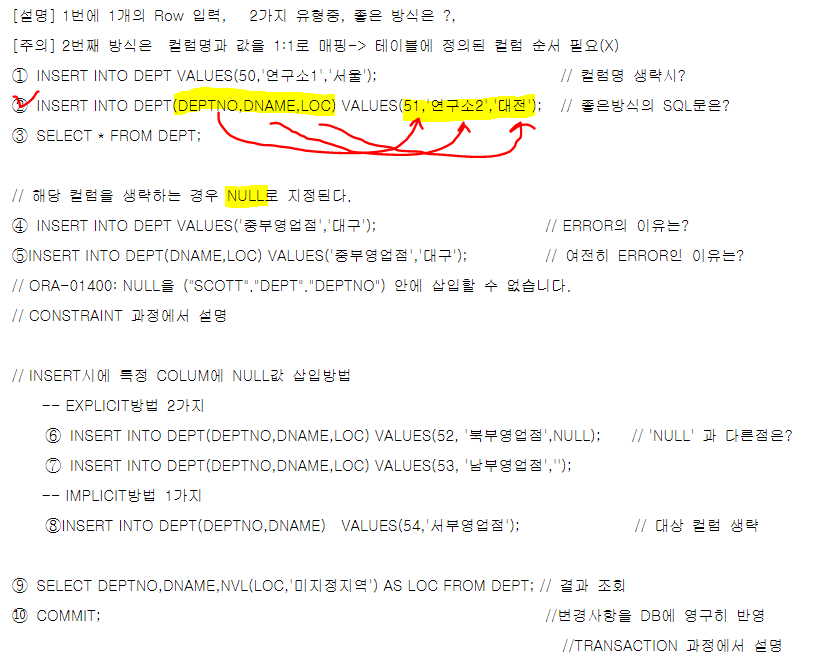 [설명] 1번에 1개의 Row 입력, 2가지 유형중, 좋은 방식은 ?,
[주의] 2번째 방식은 컬럼명과 값을 1:1로 매핑-> 테이블에 정의된 컬럼 순서 필요(X)
① INSERT INTO DEPT VALUES(50,'연구소1','서울'); // 컬럼명 생략시?
② INSERT INTO DEPT(DEPTNO,DNAME,LOC) VALUES(51,'연구소2','대전'); // 좋은방식의 SQL문은?
③ SELECT * FROM DEPT;
// 해당 컬럼을 생략하는 경우 NULL로 지정된다.
④ INSERT INTO DEPT VALUES('중부영업점','대구'); // ERROR의 이유는?
⑤INSERT INTO DEPT(DNAME,LOC) VALUES('중부영업점','대구'); // 여전히 ERROR인 이유는?
// ORA-01400: NULL을 ("SCOTT"."DEPT"."DEPTNO") 안에 삽입할 수 없습니다.
// CONSTRAINT 과정에서 설명
// INSERT시에 특정 COLUM에 NULL값 삽입방법
-- EXPLICIT방법 2가지
⑥ INSERT INTO DEPT(DEPTNO,DNAME,LOC) VALUES(52, '북부영업점',NULL); // 'NULL' 과 다른점은?
⑦ INSERT INTO DEPT(DEPTNO,DNAME,LOC) VALUES(53, '남부영업점','');
-- IMPLICIT방법 1가지
⑧INSERT INTO DEPT(DEPTNO,DNAME) VALUES(54,'서부영업점'); // 대상 컬럼 생략
⑨ SELECT DEPTNO,DNAME,NVL(LOC,'미지정지역') AS LOC FROM DEPT; // 결과 조회
⑩ COMMIT; //변경사항을 DB에 영구히 반영
//TRANSACTION 과정에서 설명